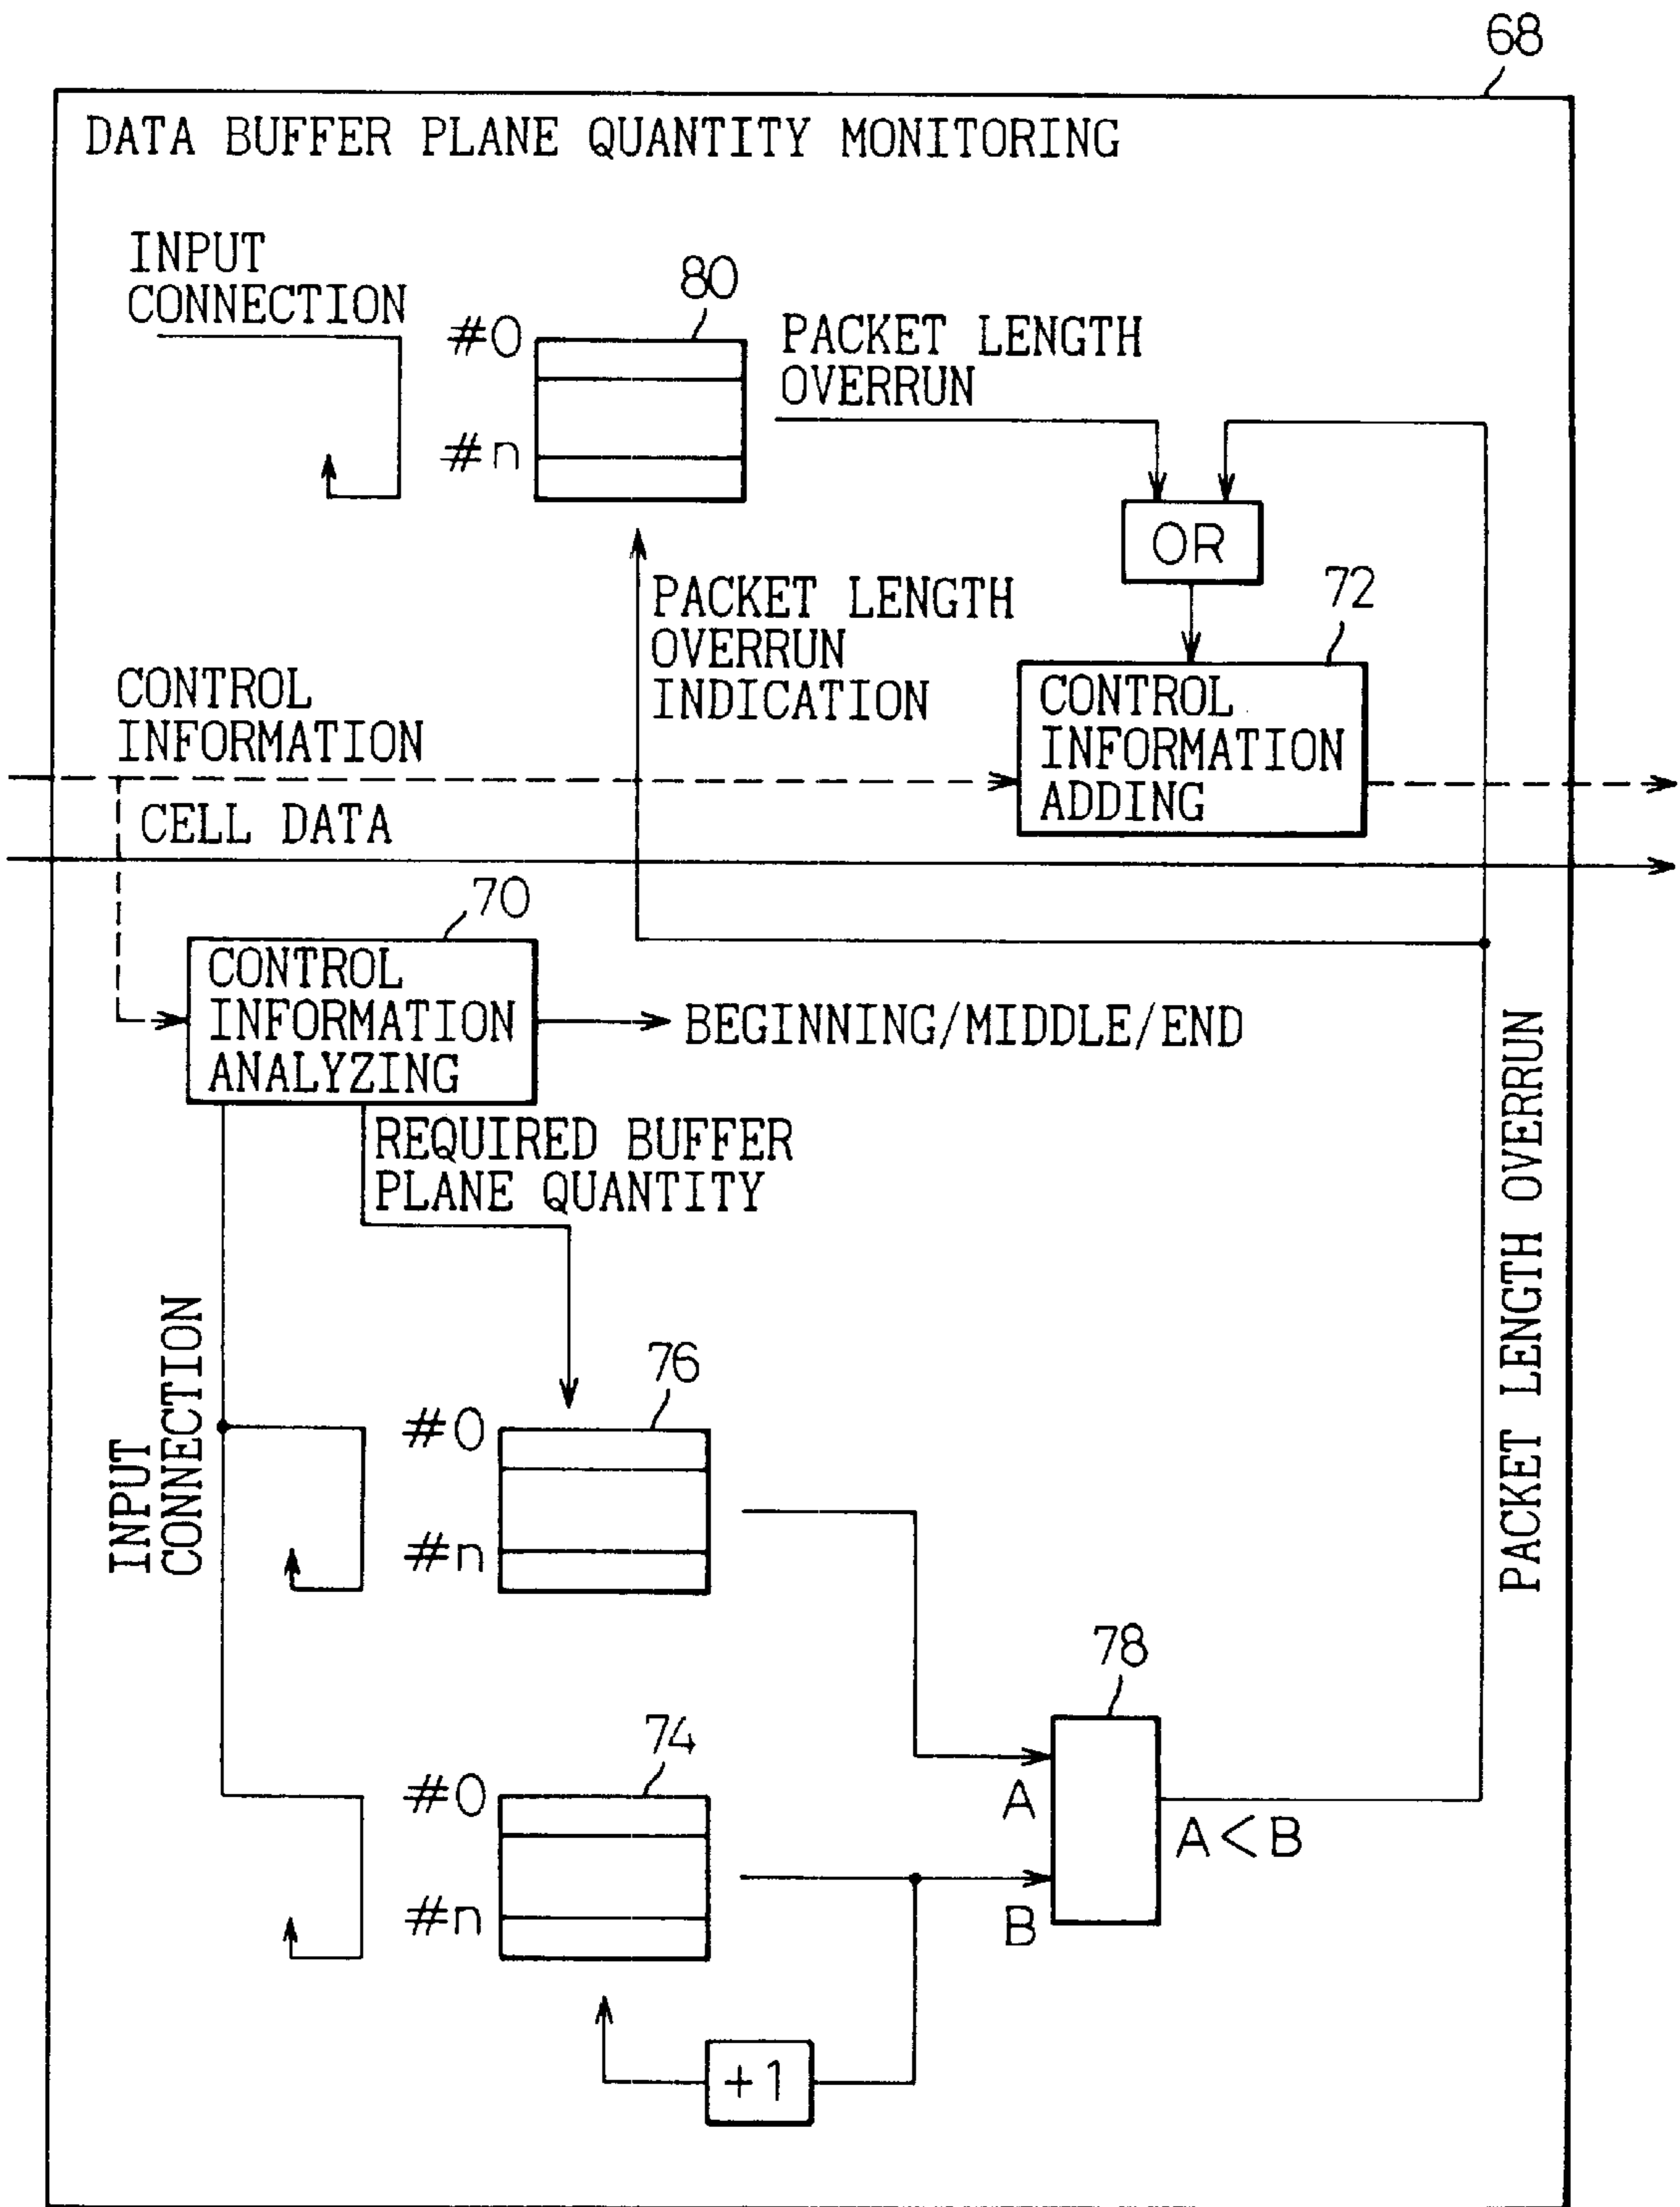 68
DATA BUFFER PLANE QUANTITY MONITORING
INPUT
CONNECTION
80
#0
#n
PACKET LENGTH
OVERRUN
OR
PACKET LENGTH
OVERRUN
INDICATION
72
CONTROL
INFORMATION
ADDING
CONTROL
INFORMATION
CELL DATA
70
CONTROL
INFORMATION
ANALYZING
BEGINNING/MIDDLE/END
REQUIRED BUFFER
PLANE QUANTITY
PACKET LENGTH OVERRUN
INPUT
CONNECTION
76
#0
#n
78
A
B
A<B
74
#0
#n
+1